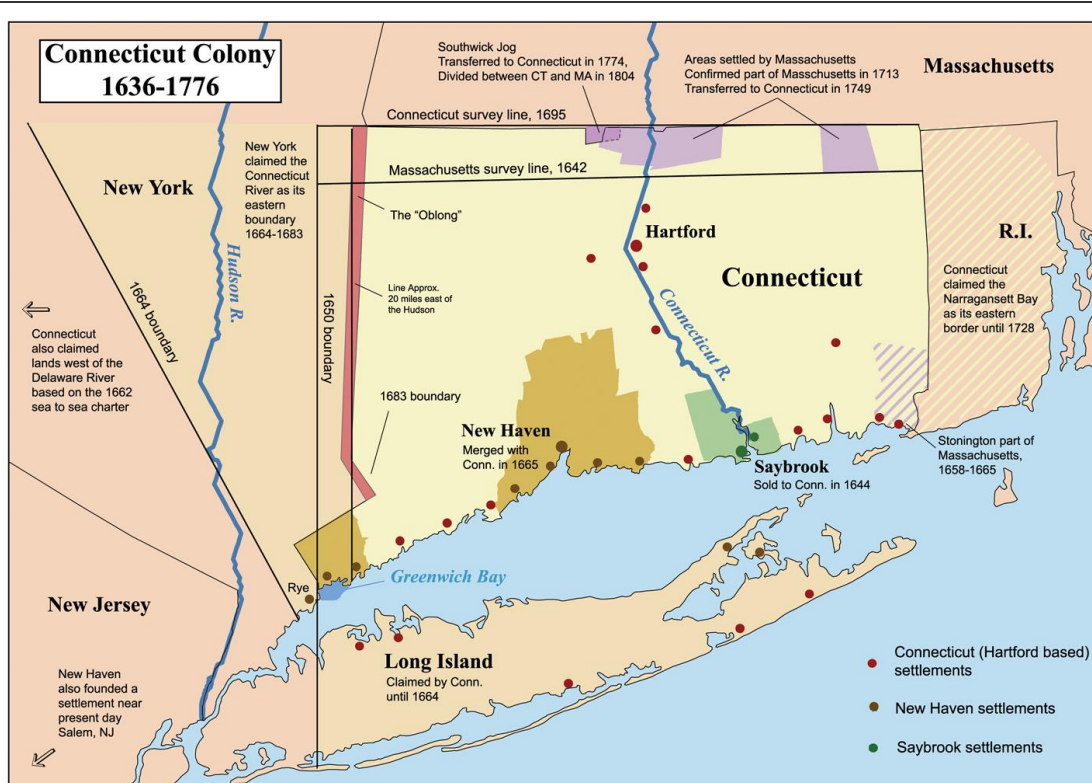 Connecticut Colony
1636-1776
Southwick Jog
Transferred to Connecticut in 1774,
Divided between CT and MA in 1804
Areas settled by Massachusetts
Confirmed part of Masschusetts in 1713
Transferred to Connecticut in 1749
Massachusetts
Connecticut survey line, 1695
New York
claimed the
Connecticut
River as its
eastern
boundary
1664-1683
Massachusetts survey line, 1642
New York
The "Oblong"
Hartford
R.I.
Hudson R.
Connecticut
Connecticut
claimed the
Narragansett Bay
as its eastern
border until 1728
Line Approx.
20 miles east of
the Hudson
1664 boundary
1650 boundary
Connecticut R.
Connecticut
also claimed
lands west of the
Delaware River
based on the 1662
sea to sea charter
1683 boundary
New Haven
Merged with
Conn. in 1665
Stonington part of
Massachusetts,
1658-1665
Saybrook
Sold to Conn. in 1644
Greenwich Bay
Rye
New Jersey
Long Island
Claimed by Conn.
until 1664
New Haven
also founded a
settlement near
present day
Salem, NJ
Connecticut (Hartford based)
settlements
New Haven settlements
Saybrook settlements